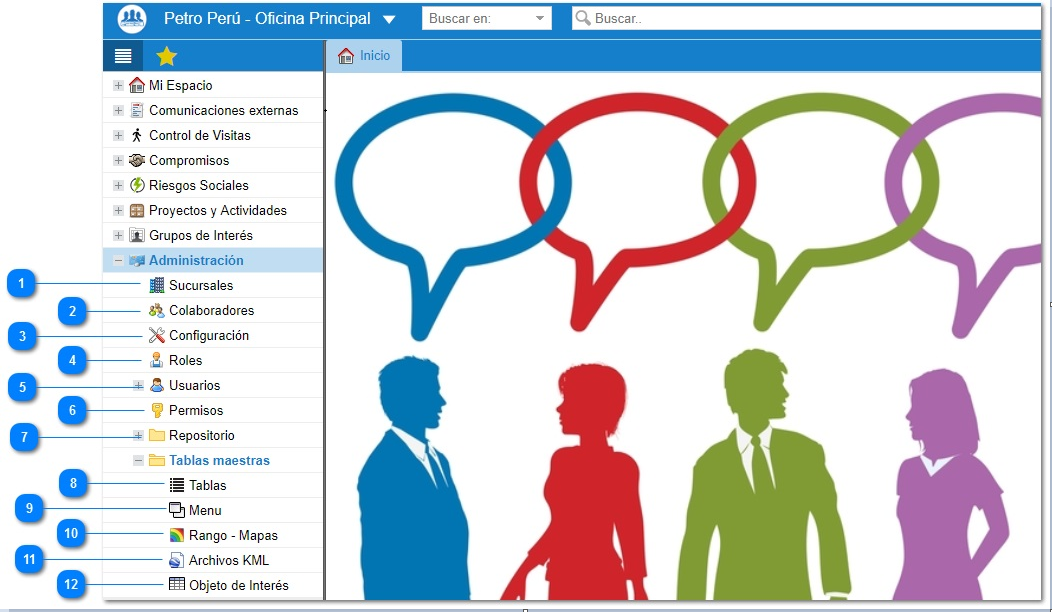 Petro Perú - Oficina Principal
Buscar en:
Buscar..
Inicio
Mi Espacio
Comunicaciones externas
Control de Visitas
Compromisos
Riesgos Sociales
Proyectos y Actividades
Grupos de Interés
Administración
1 Sucursales
2 Colaboradores
3 Configuración
4 Roles
5 Usuarios
6 Permisos
7 Repositorio
Tablas maestras
8 Tablas
9 Menu
10 Rango - Mapas
11 Archivos KML
12 Objeto de Interés